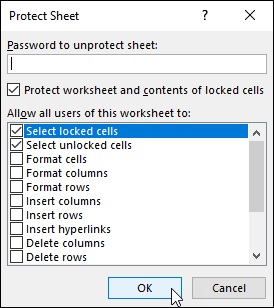 Protect Sheet
?
Password to unprotect sheet:
Protect worksheet and contents of locked cells
Allow all users of this worksheet to:
Select locked cells
Select unlocked cells
Format cells
Format columns
Format rows
Insert columns
Insert rows
Insert hyperlinks
Delete columns
Delete rows
OK
Cancel